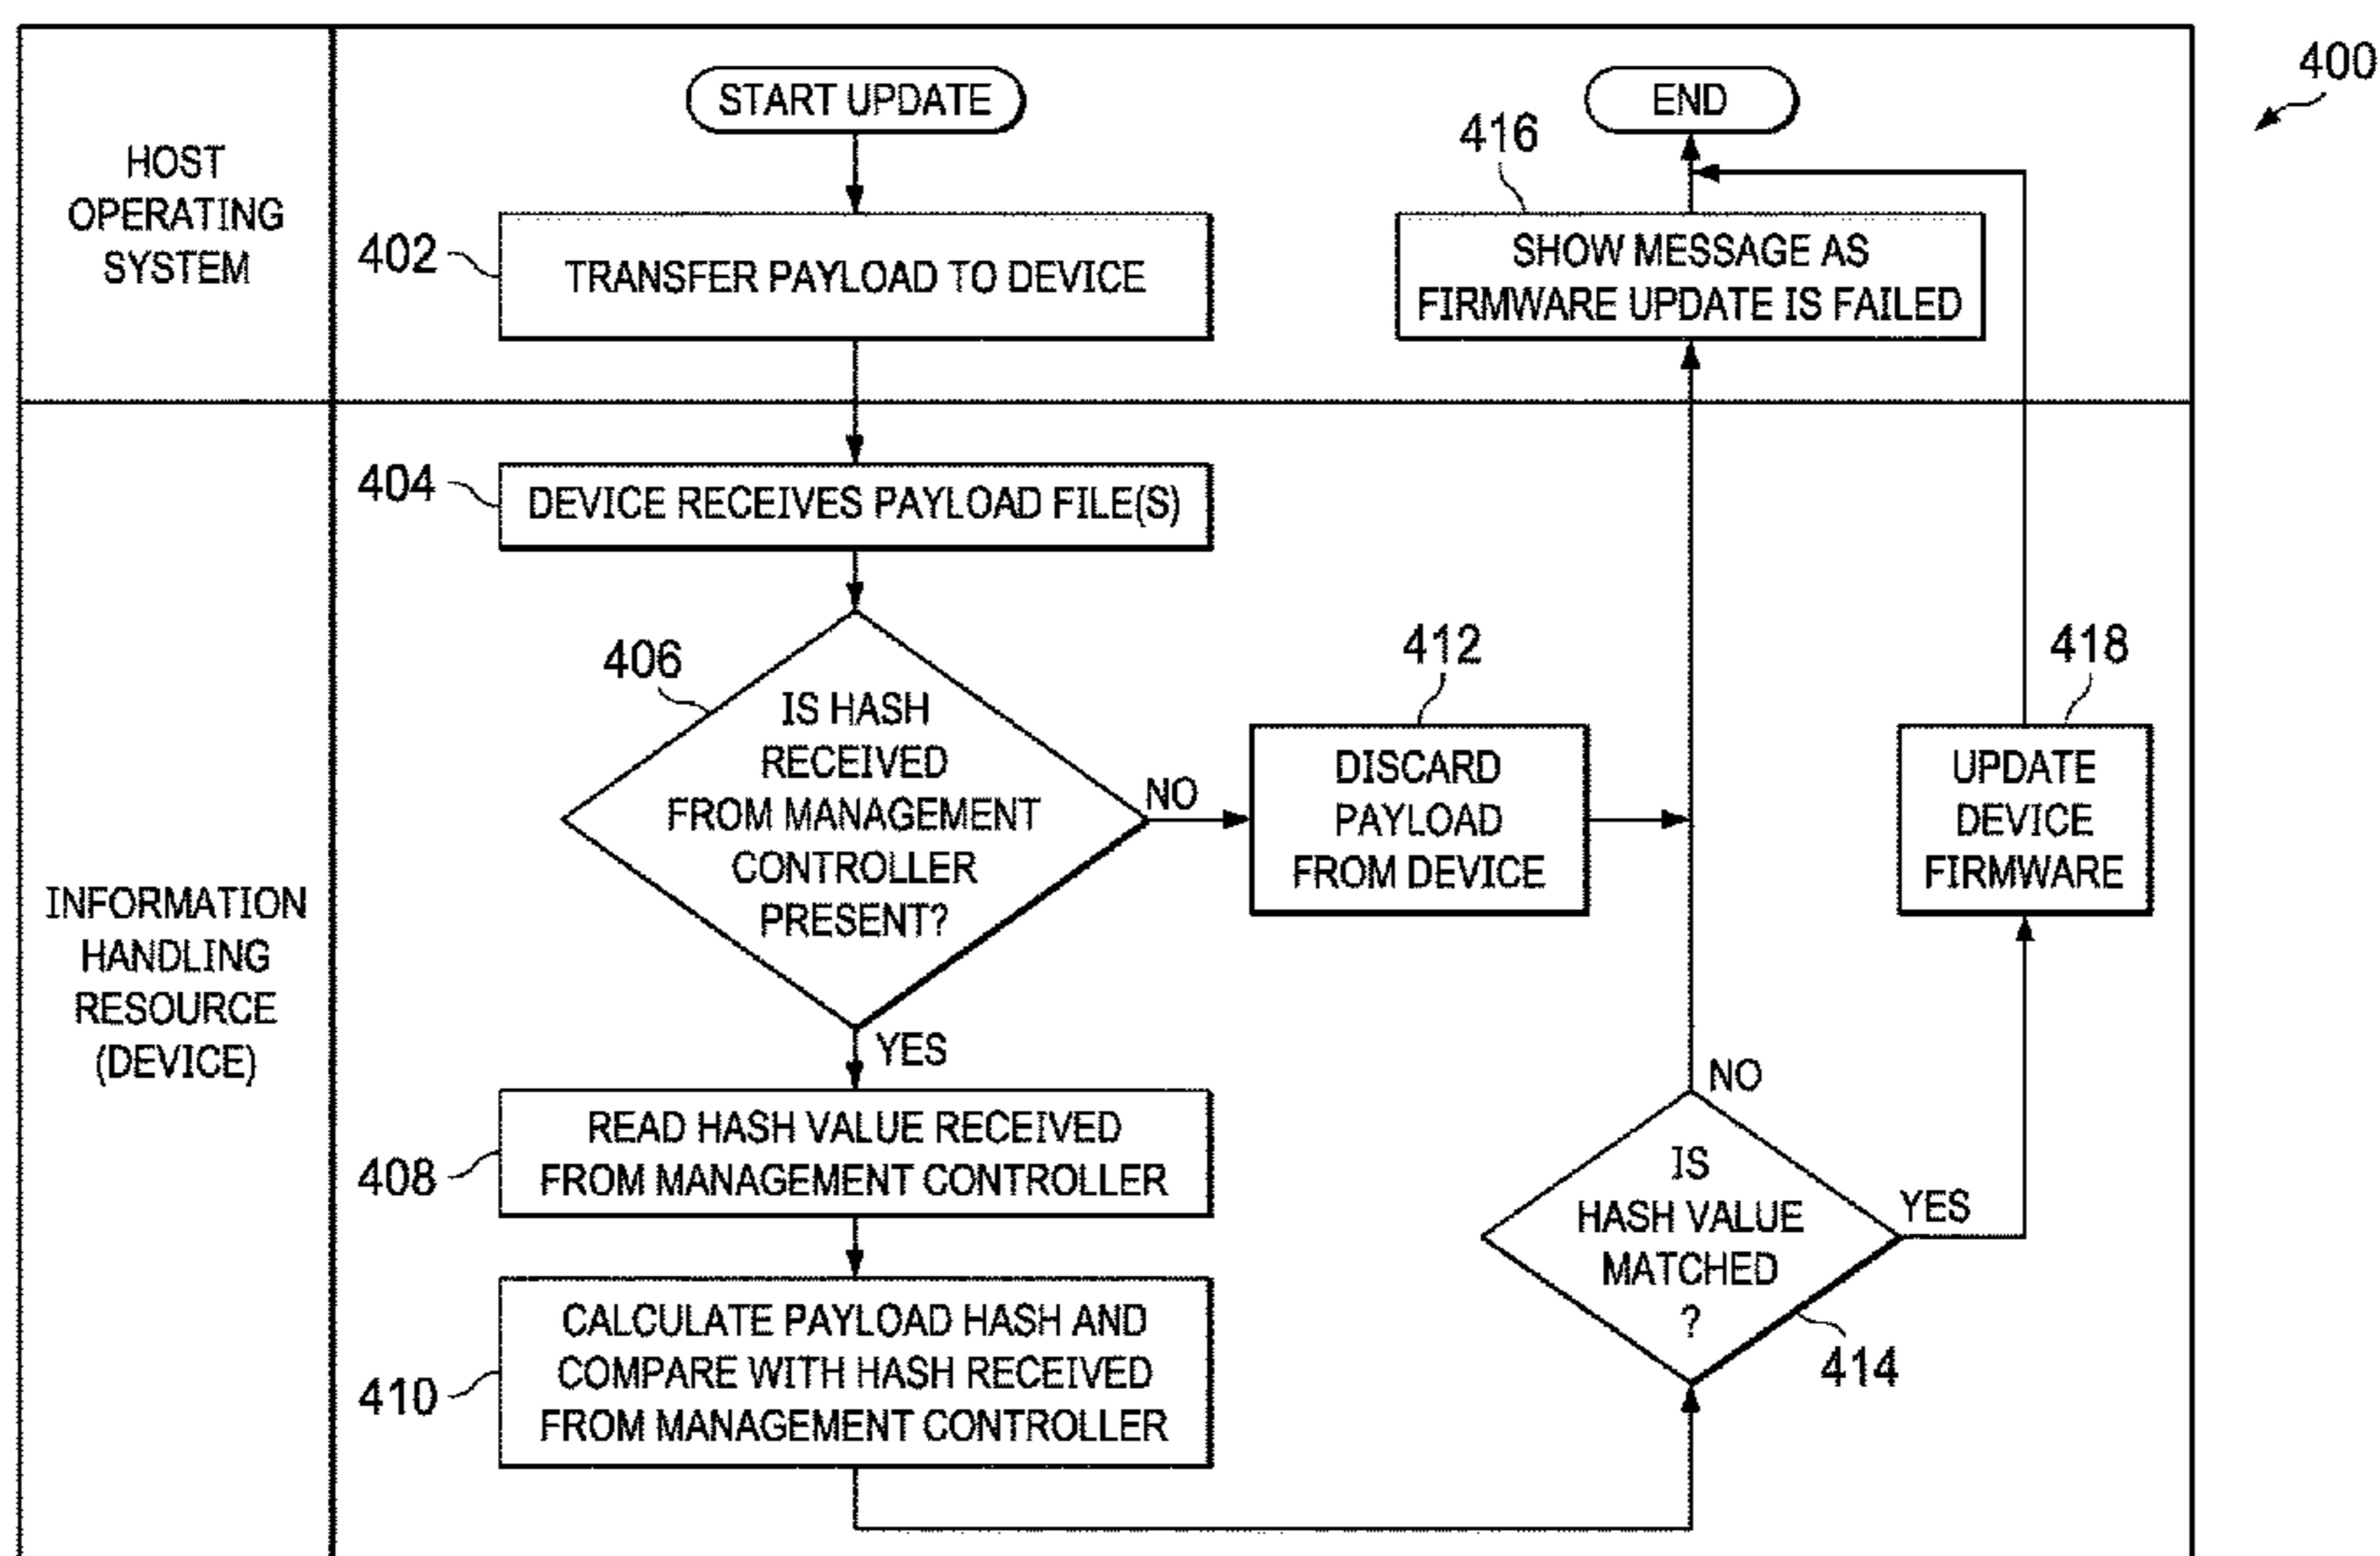 400
HOST
OPERATING
SYSTEM
START UPDATE
402
TRANSFER PAYLOAD TO DEVICE
END
416
SHOW MESSAGE AS
FIRMWARE UPDATE IS FAILED
INFORMATION
HANDLING
RESOURCE
(DEVICE)
404
DEVICE RECEIVES PAYLOAD FILE(S)
406
IS HASH
RECEIVED
FROM MANAGEMENT
CONTROLLER
PRESENT?
NO
412
DISCARD
PAYLOAD
FROM DEVICE
418
UPDATE
DEVICE
FIRMWARE
YES
408
READ HASH VALUE RECEIVED
FROM MANAGEMENT CONTROLLER
410
CALCULATE PAYLOAD HASH AND
COMPARE WITH HASH RECEIVED
FROM MANAGEMENT CONTROLLER
NO
IS
HASH VALUE
MATCHED
?
YES
414